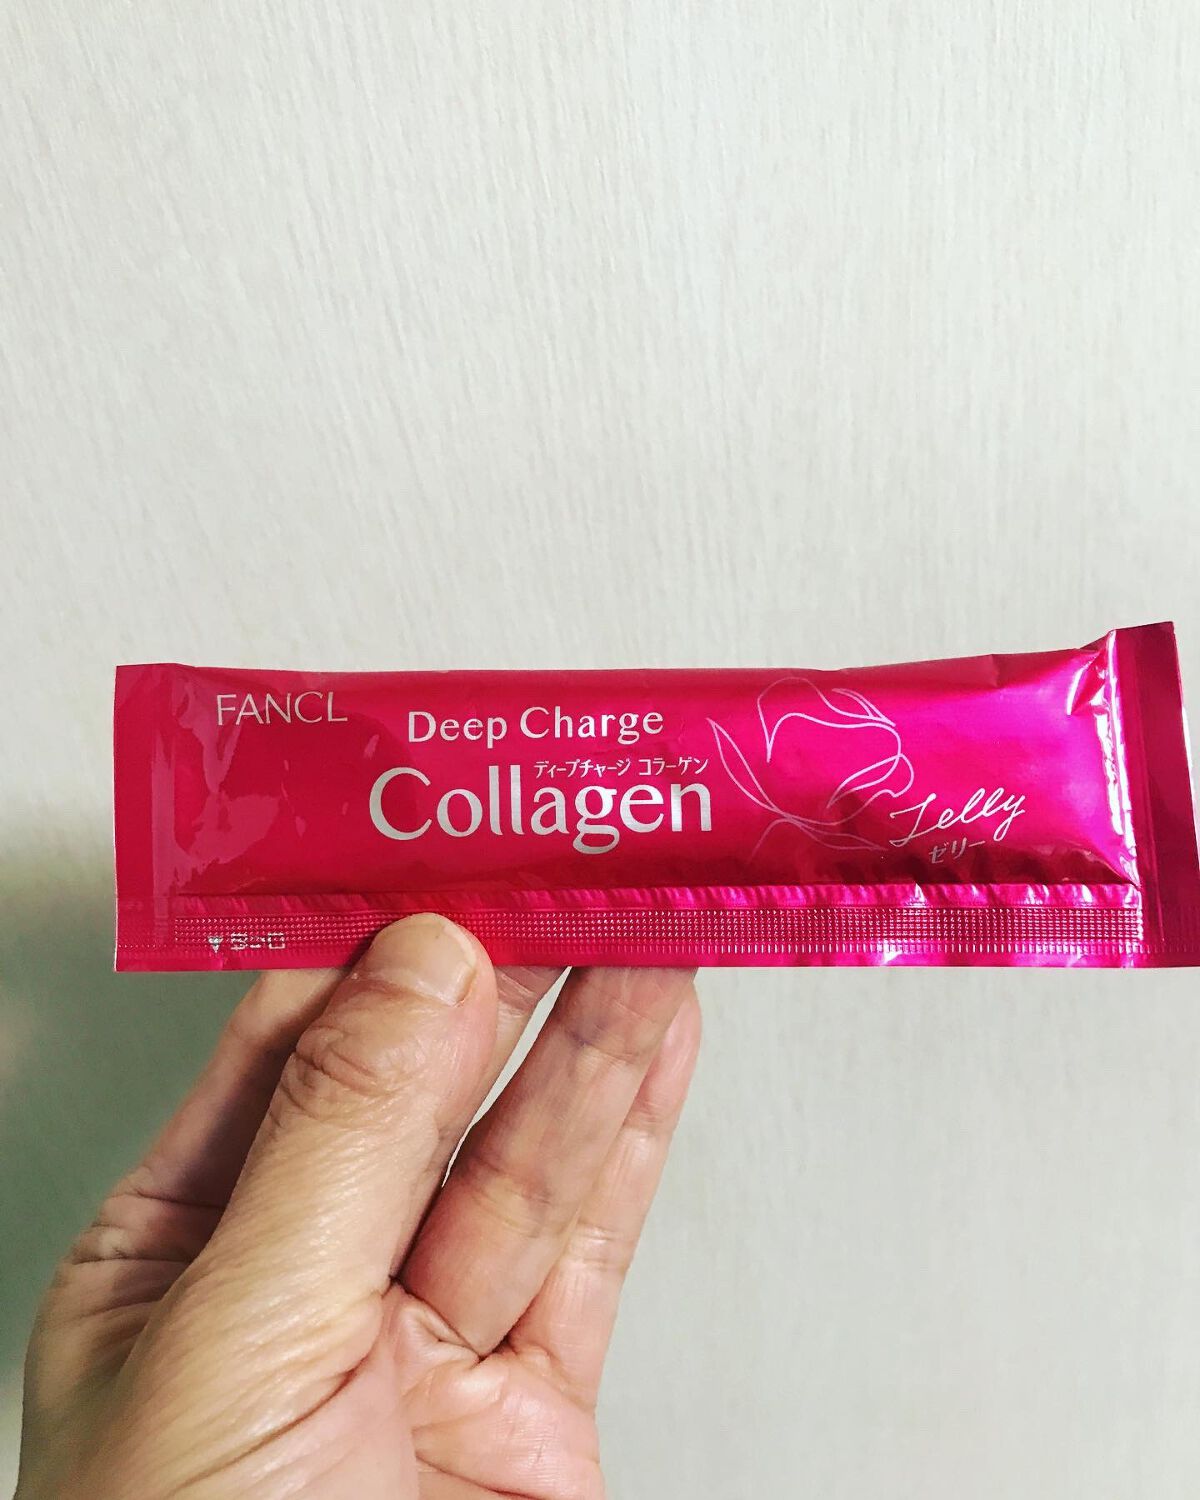 FANCL
Deep Charge
ディープチャージ コラーゲン
Collagen
Jelly
ゼリー